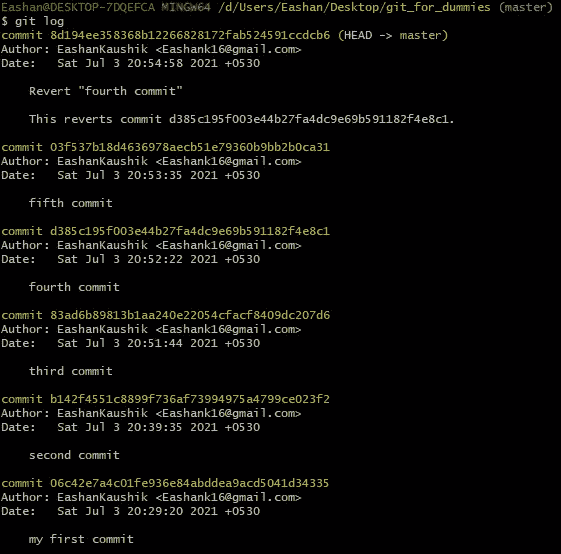 Eashan@DESKTOP-7DQEFCA MINGW64 /d/Users/Eashan/Desktop/git_for_dummies (master)
$ git log
commit 8d194ee358368b12266828172fab524591ccdcb6 (HEAD -> master)
Author: EashanKaushik <Eashank16@gmail.com>
Date:   Sat Jul 3 20:54:58 2021 +0530
Revert "fourth commit"
This reverts commit d385c195f003e44b27fa4dc9e69b591182f4e8c1.
commit 03f537b18d4636978aecb51e79360b9bb2b0ca31
Author: EashanKaushik <Eashank16@gmail.com>
Date:   Sat Jul 3 20:53:35 2021 +0530
fifth commit
commit d385c195f003e44b27fa4dc9e69b591182f4e8c1
Author: EashanKaushik <Eashank16@gmail.com>
Date:   Sat Jul 3 20:52:22 2021 +0530
fourth commit
commit 83ad6b89813b1aa240e22054cfacf8409dc207d6
Author: EashanKaushik <Eashank16@gmail.com>
Date:   Sat Jul 3 20:51:44 2021 +0530
third commit
commit b142f4551c8899f736af73994975a4799ce023f2
Author: EashanKaushik <Eashank16@gmail.com>
Date:   Sat Jul 3 20:39:35 2021 +0530
second commit
commit 06c42e7a4c01fe936e84abddea9acd5041d34335
Author: EashanKaushik <Eashank16@gmail.com>
Date:   Sat Jul 3 20:29:20 2021 +0530
my first commit